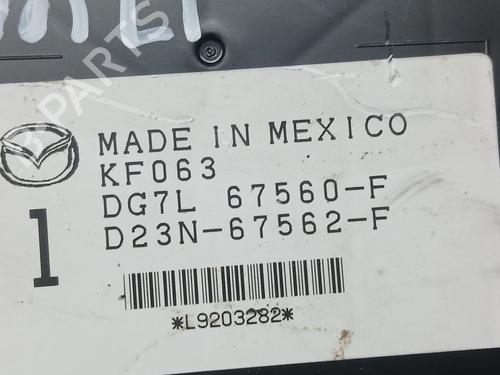 MADE IN MEXICO
KF063
DG7L 67560-F
D23N-67562-F
1
*L9203282*